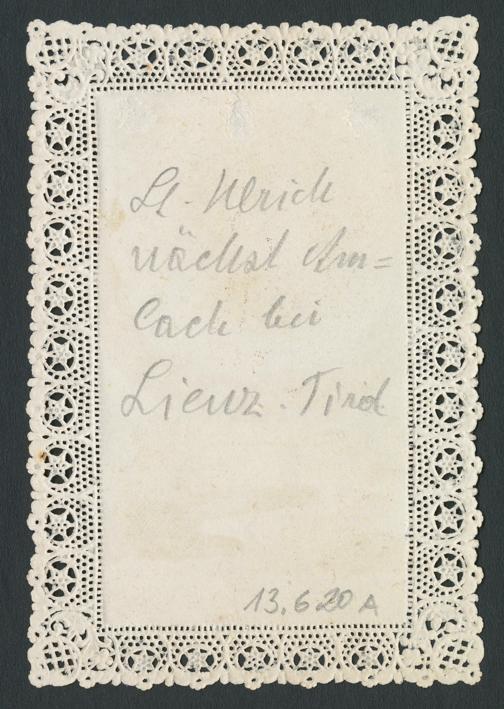 St. Ulrich
nächst Am=
lach bei
Lienz. Tirol
13.6 20 A